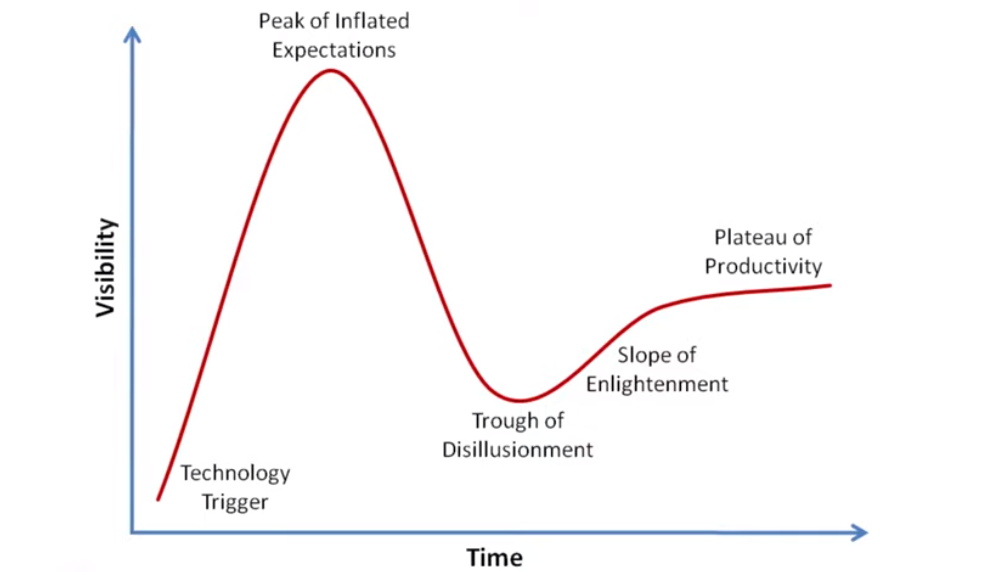 Peak of Inflated
Expectations
Visibility
Plateau of
Productivity
Slope of
Enlightenment
Trough of
Disillusionment
Technology
Trigger
Time